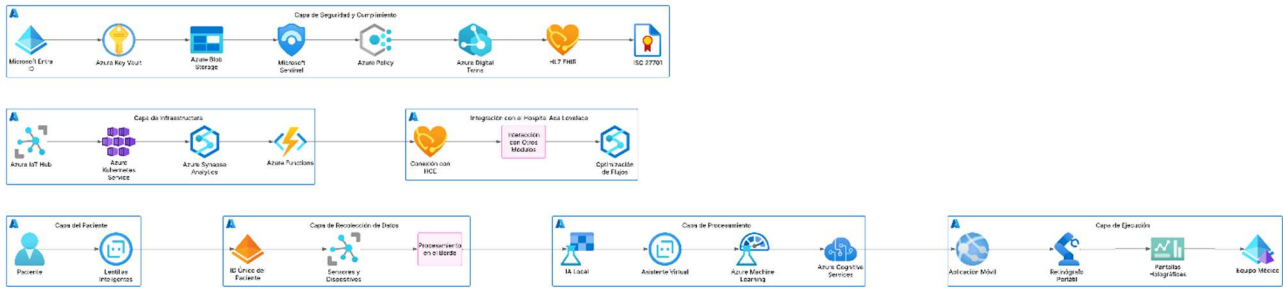 Capa de Seguridad y Cumplimiento
Microsoft Entra
ID
Azure Key Vault
Azure Blob
Storage
Microsoft
Sentinel
Azure Policy
Azure Digital
Twins
HL7 FHIR
ISO 27701
Capa de Infraestructura
Azure IoT Hub
Azure
Kubernetes
Service
Azure Synapse
Analytics
Azure Functions
Integración con el Hospital Ada Lovelace
Conexión con
HCE
Interacción
con Otros
Módulos
Optimización
de Flujos
Capa del Paciente
Paciente
Lentillas
Inteligentes
Capa de Recolección de Datos
ID Único del
Paciente
Sensores y
Dispositivos
Procesamiento
en el Borde
Capa de Procesamiento
IA Local
Asistente Virtual
Azure Machine
Learning
Azure Cognitive
Services
Capa de Ejecución
Aplicación Móvil
Retinógrafo
Portátil
Pantallas
Holográficas
Equipo Médico